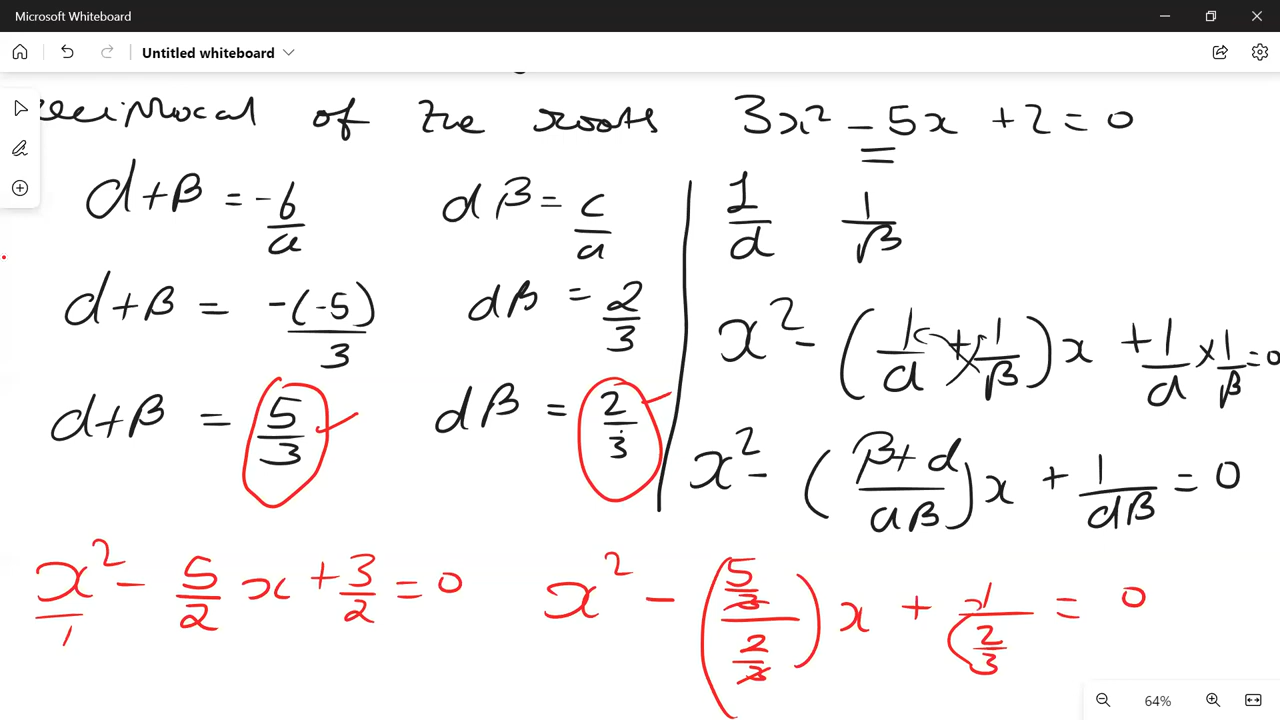 Microsoft Whiteboard
Untitled whiteboard
of the roots 3x² - 5x + 2 = 0
α+β = -b/a
αβ = c/a
α+β = -(-5)/3
αβ = 2/3
α+β = 5/3 ✓
αβ = 2/3 ✓
1/α 1/β
x² - (1/α + 1/β)x + 1/α × 1/β = 0
x² - (β+α/αβ)x + 1/αβ = 0
x²/1 - 5/2 x + 3/2 = 0
x² - ((5/3)/(2/3))x + 1/(2/3) = 0
64%